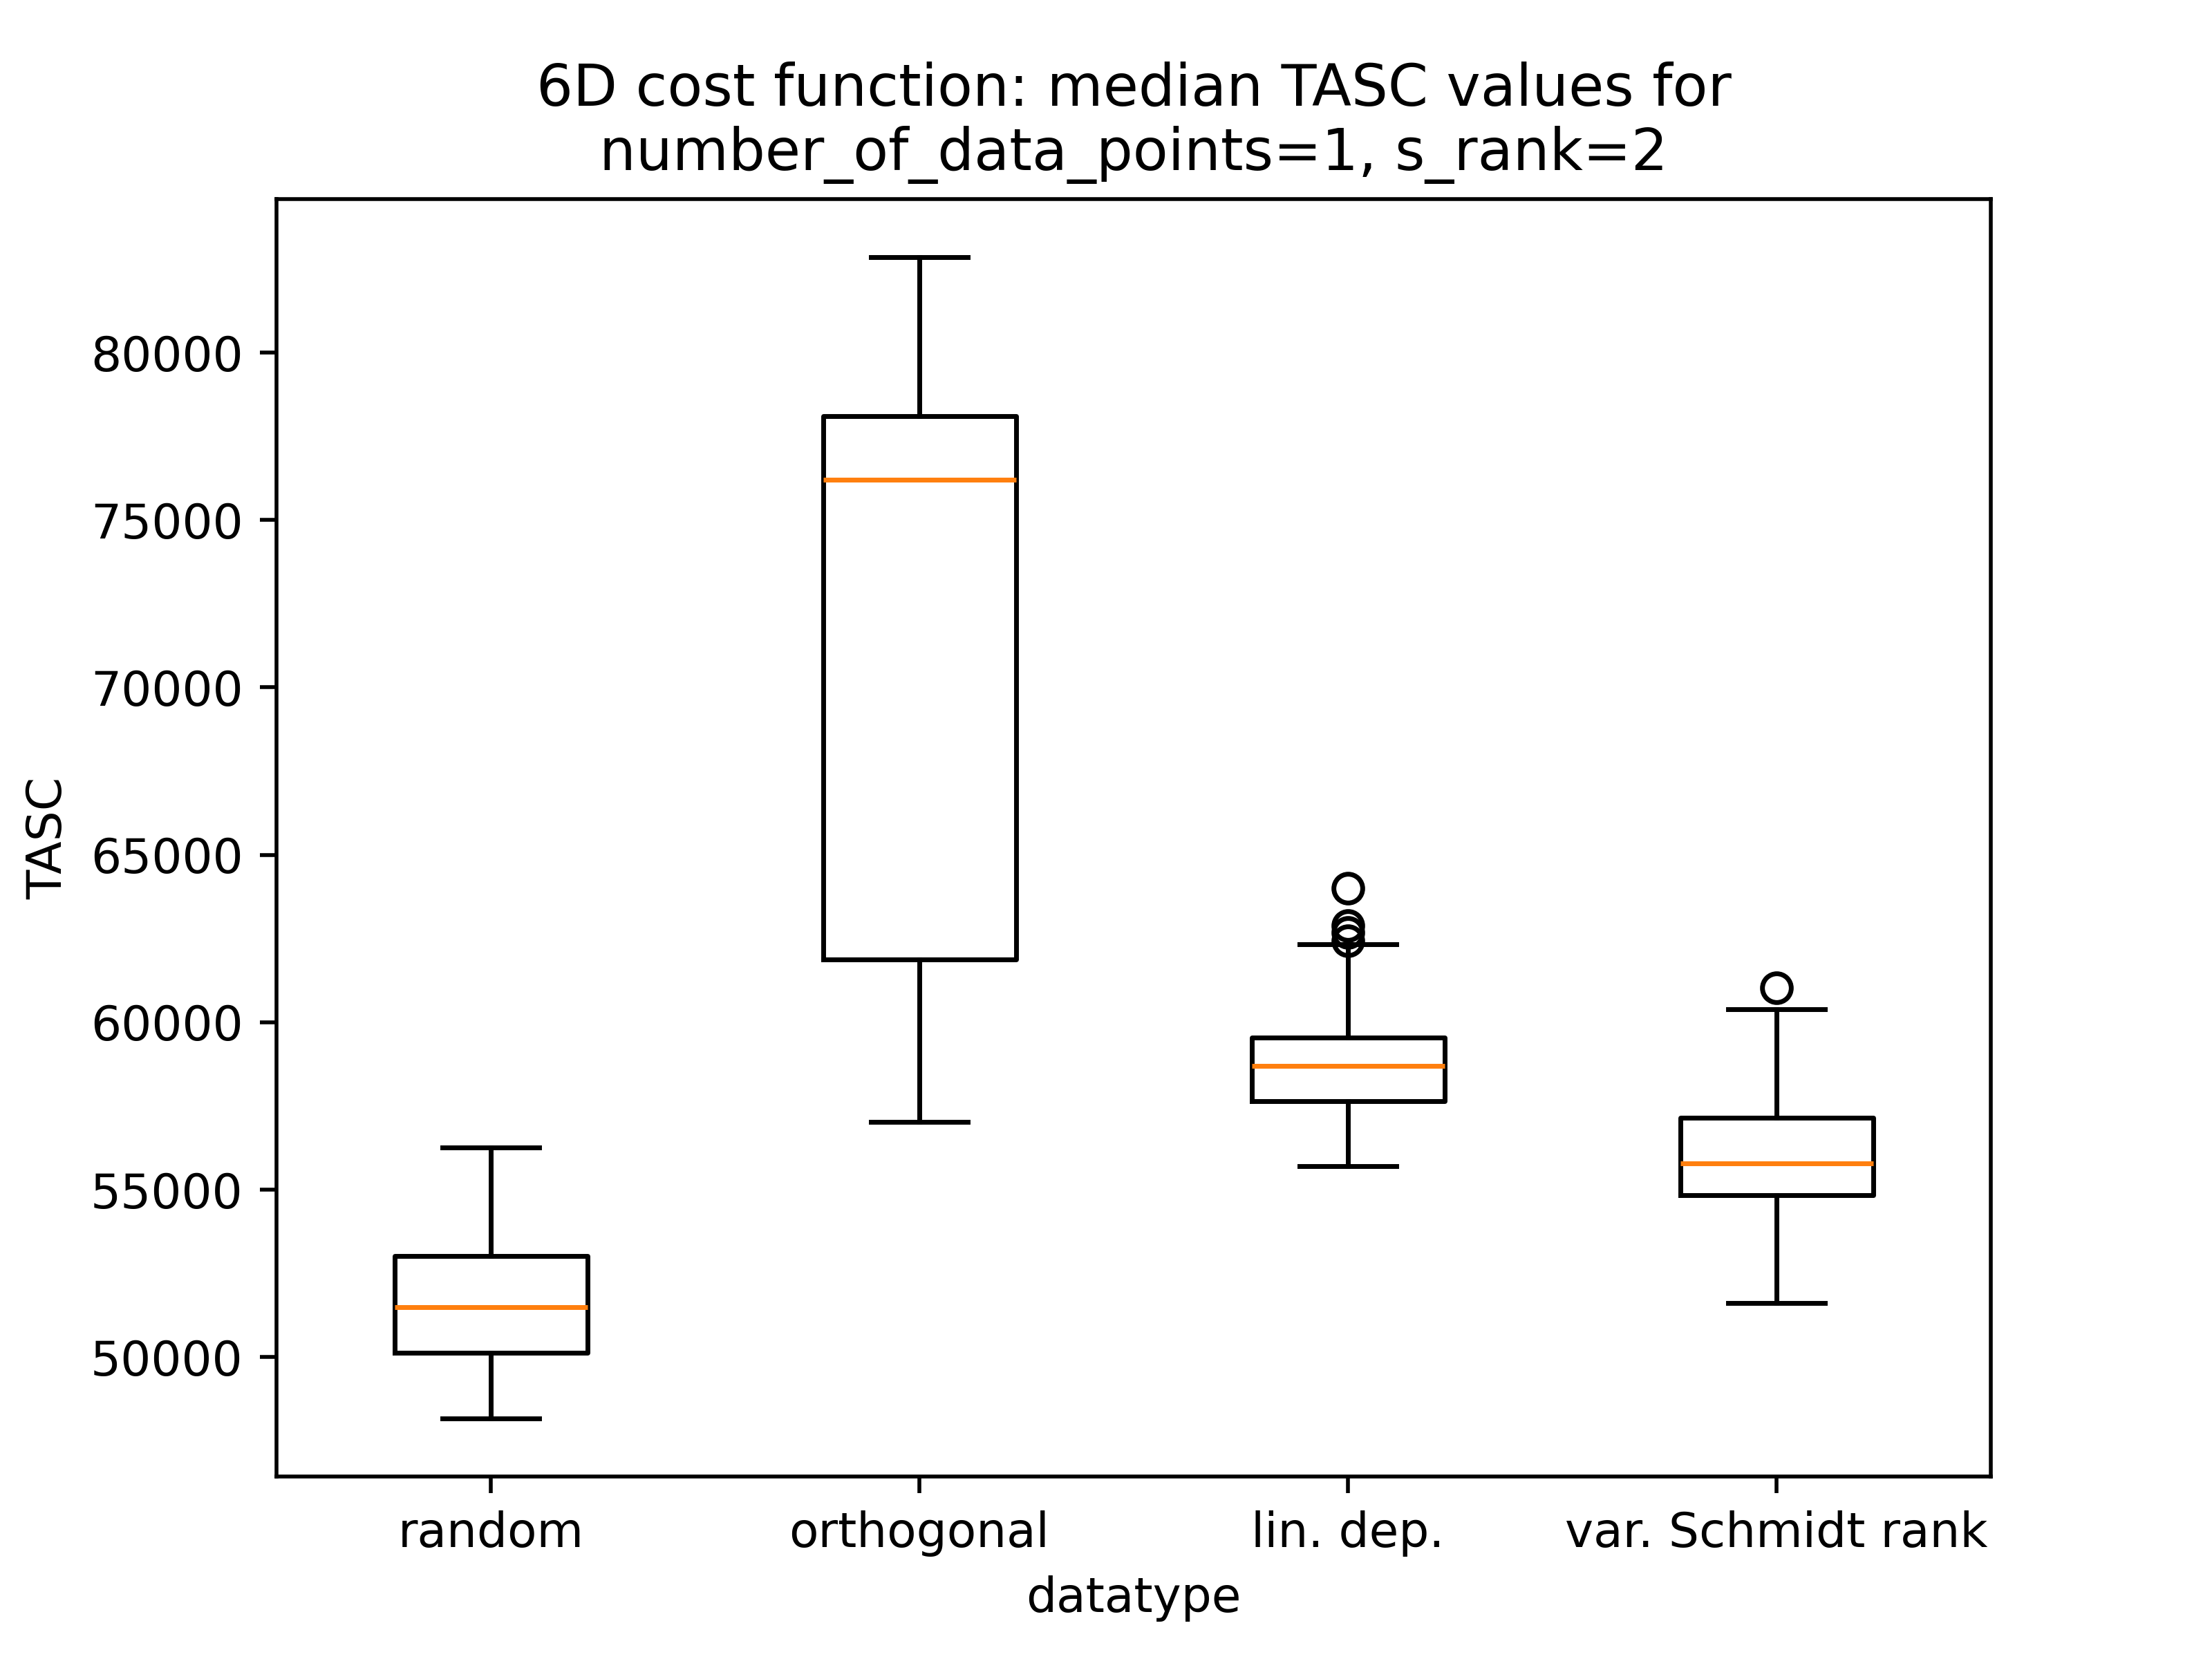 6D cost function: median TASC values for
number_of_data_points=1, s_rank=2
80000
75000
70000
65000
60000
55000
50000
TASC
random
orthogonal
lin. dep.
var. Schmidt rank
datatype